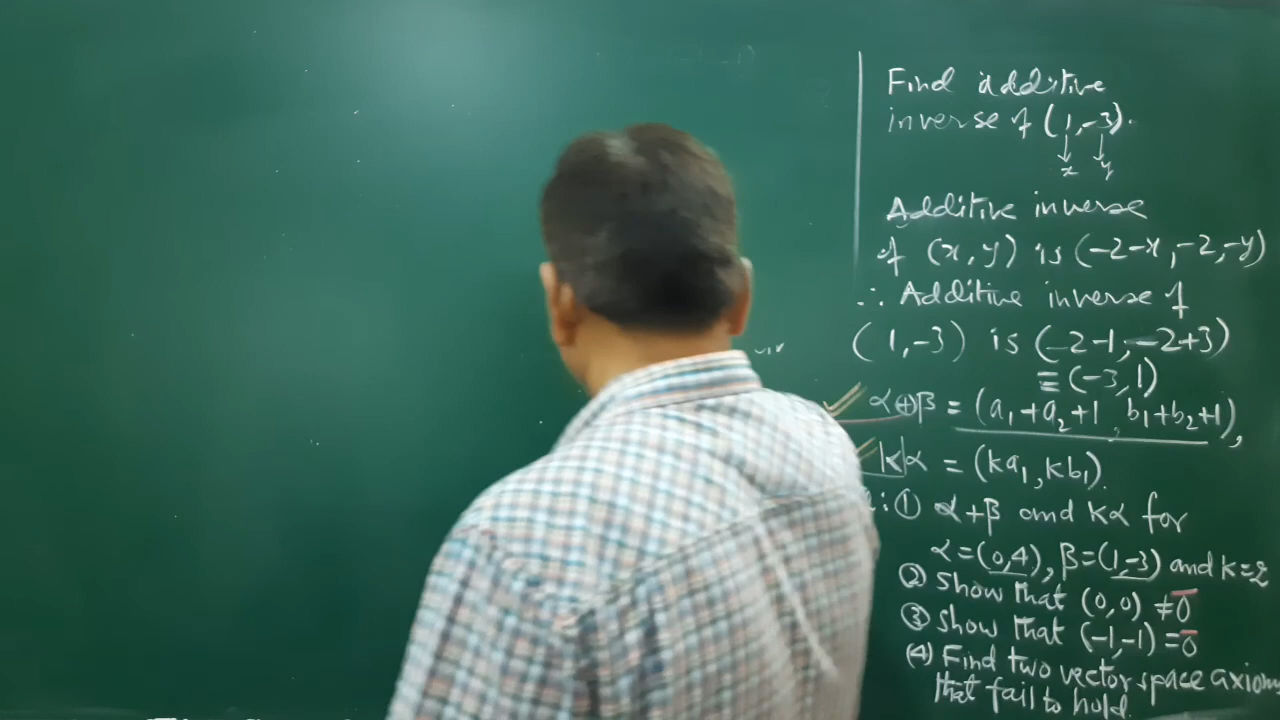 Find additive
inverse of (1,-3).
x y
Additive inverse
of (x,y) is (-2-x,-2,-y)
∴ Additive inverse of
(1,-3) is (-2-1,-2+3)
≡ (-3,1)
α⊕β = (a₁+a₂+1, b₁+b₂+1),
kα = (ka₁, kb₁).
: ① α+β and kα for
α=(0,4), β=(1,-3) and k=2
② show that (0,0) ≠ō
③ show that (-1,-1) =ō
(4) Find two vector space axiom
that fail to hold.